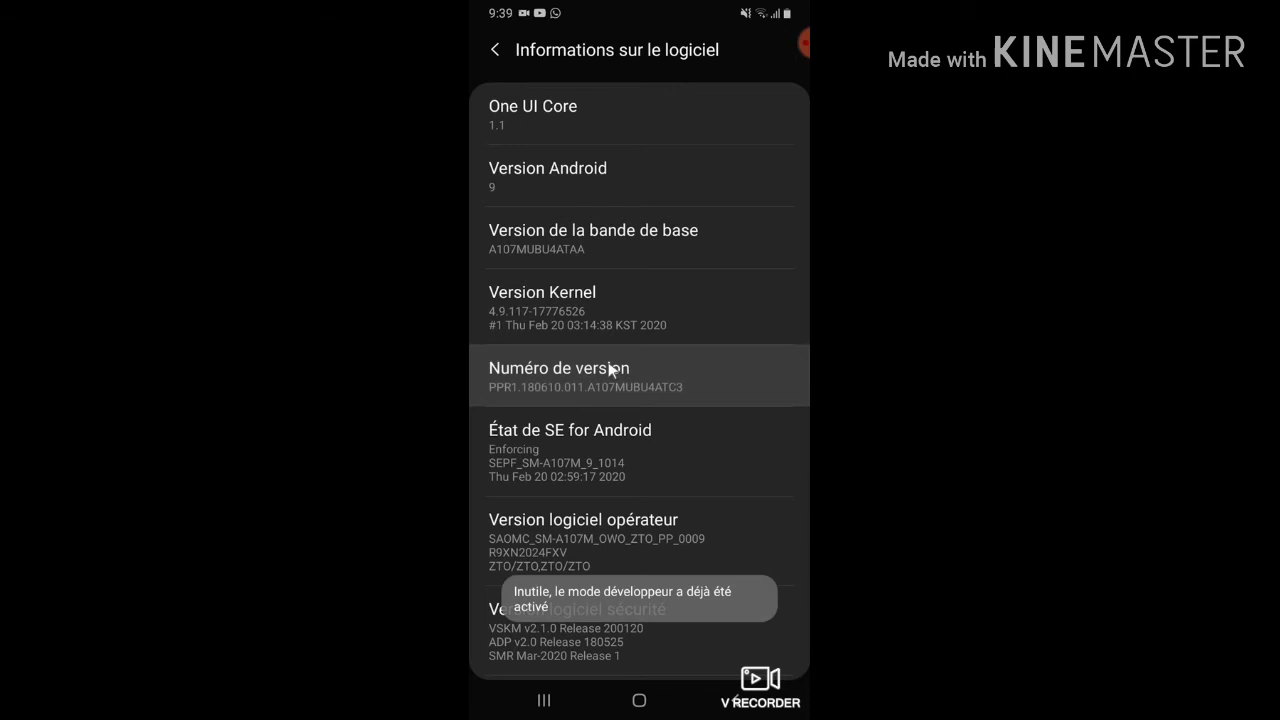 9:39
Made with KINEMASTER
Informations sur le logiciel
One UI Core
1.1
Version Android
9
Version de la bande de base
A107MUBU4ATAA
Version Kernel
4.9.117-17776526
#1 Thu Feb 20 03:14:38 KST 2020
Numéro de version
PPR1.180610.011.A107MUBU4ATC3
État de SE for Android
Enforcing
SEPF_SM-A107M_9_1014
Thu Feb 20 02:59:17 2020
Version logiciel opérateur
SAOMC_SM-A107M_OWO_ZTO_PP_0009
R9XN2024FXV
ZTO/ZTO,ZTO/ZTO
Inutile, le mode développeur a déjà été
activé
Version logiciel sécurité
VSKM v2.1.0 Release 200120
ADP v2.0 Release 180525
SMR Mar-2020 Release 1
V RECORDER